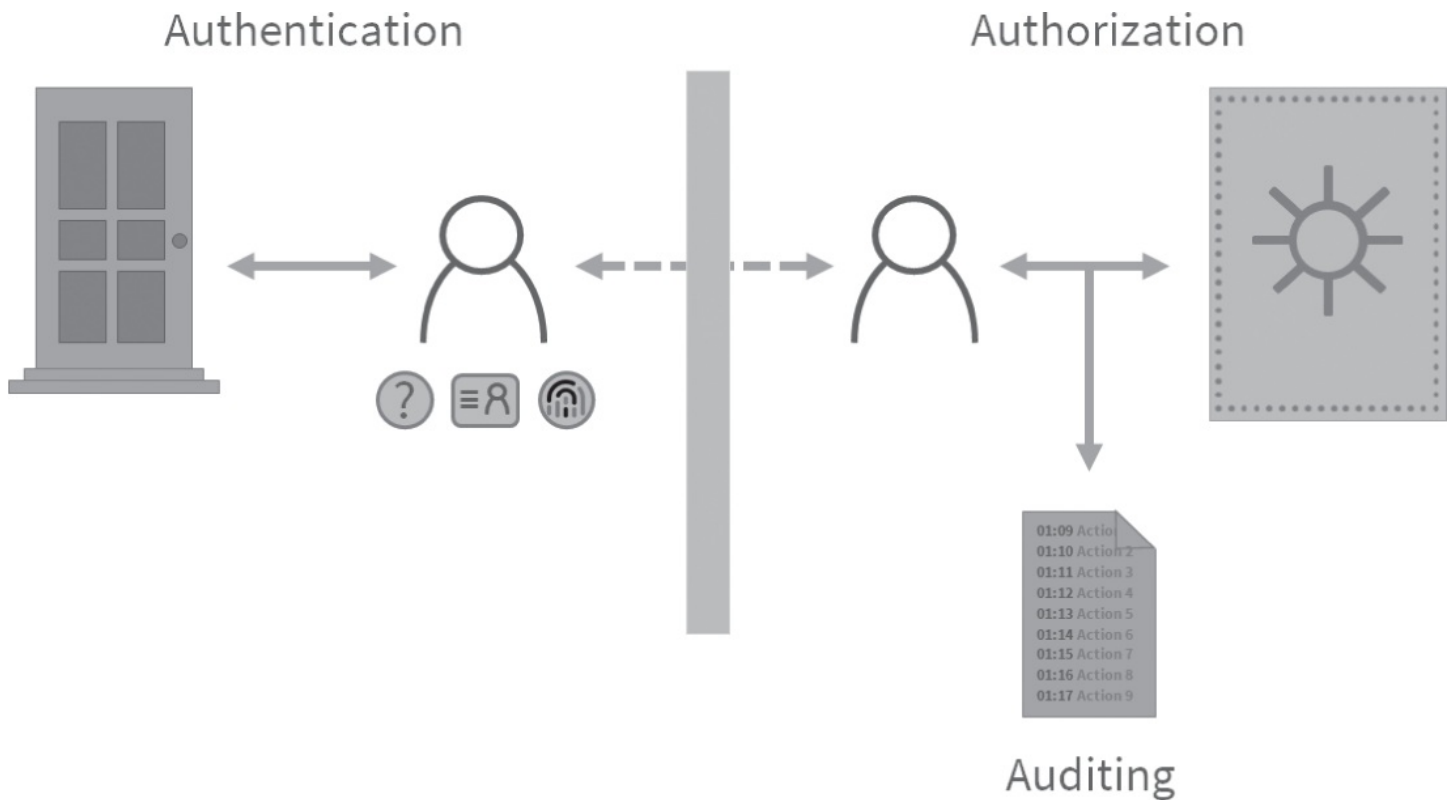 Authentication
Authorization
?
01:09 Actio
01:10 Action 2
01:11 Action 3
01:12 Action 4
01:13 Action 5
01:14 Action 6
01:15 Action 7
01:16 Action 8
01:17 Action 9
Auditing